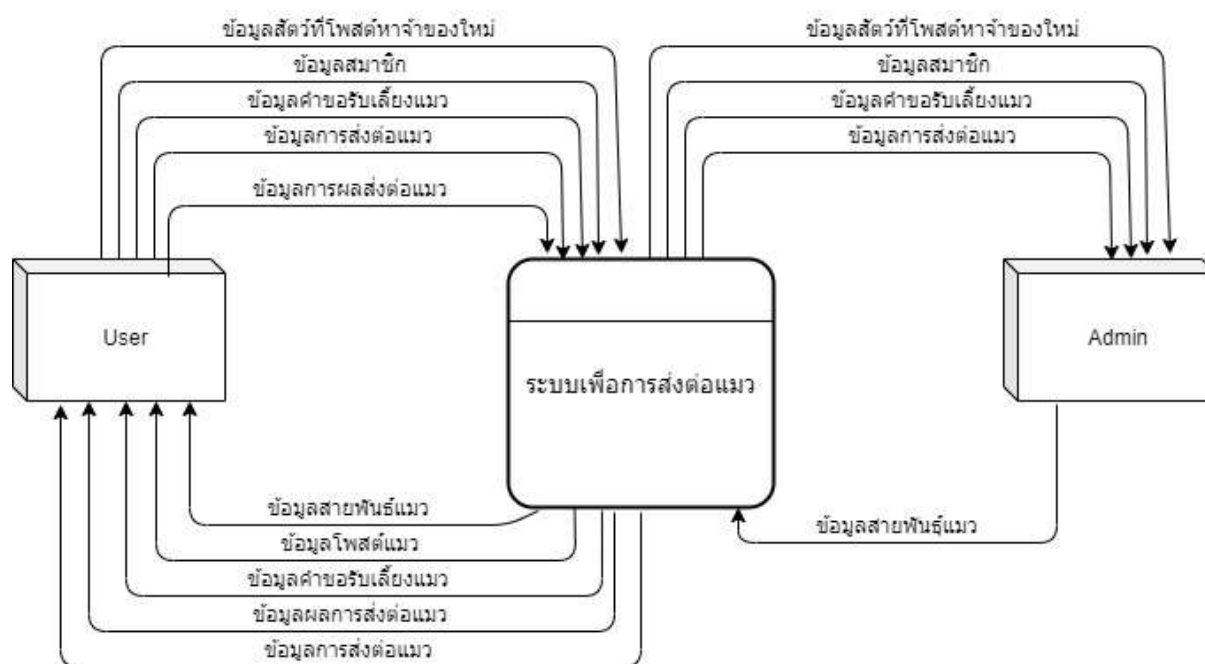 ข้อมูลสัตว์ที่โพสต์หาจ้าของใหม่
ข้อมูลสมาชิก
ข้อมูลคำขอรับเลี้ยงแมว
ข้อมูลการส่งต่อแมว
ข้อมูลการผลส่งต่อแมว
ข้อมูลสัตว์ที่โพสต์หาจ้าของใหม่
ข้อมูลสมาชิก
ข้อมูลคำขอรับเลี้ยงแมว
ข้อมูลการส่งต่อแมว
User
ระบบเพื่อการส่งต่อแมว
Admin
ข้อมูลสายพันธ์แมว
ข้อมูลโพสต์แมว
ข้อมูลคำขอรับเลี้ยงแมว
ข้อมูลผลการส่งต่อแมว
ข้อมูลการส่งต่อแมว
ข้อมูลสายพันธุ์แมว